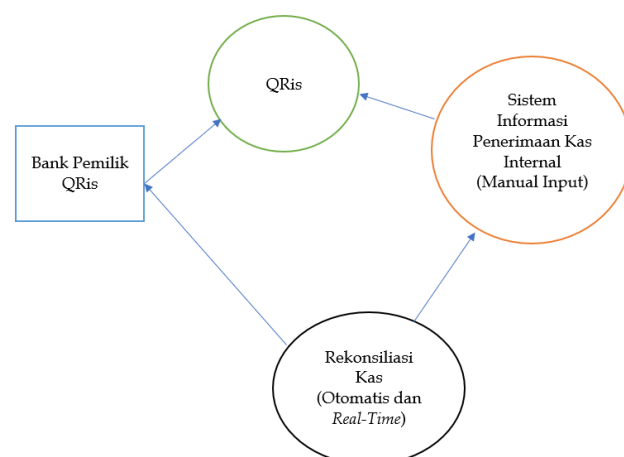 QRis
Sistem
Informasi
Penerimaan Kas
Internal
(Manual Input)
Bank Pemilik
QRis
Rekonsiliasi
Kas
(Otomatis dan
Real-Time)